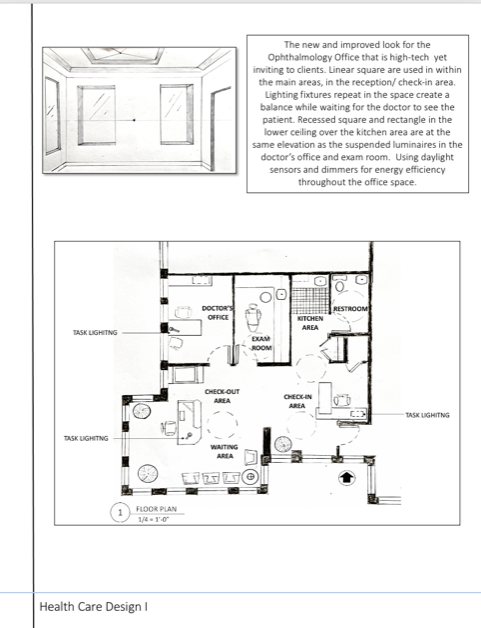 The new and improved look for the
Ophthalmology Office that is high-tech  yet
inviting to clients. Linear square are used in within
the main areas, in the reception/ check-in area.
Lighting fixtures repeat in the space create a
balance while waiting for the doctor to see the
patient. Recessed square and rectangle in the
lower ceiling over the kitchen area are at the
same elevation as the suspended luminaires in the
doctor's office and exam room.  Using daylight
sensors and dimmers for energy efficiency
throughout the office space.
DOCTOR'S
OFFICE
RESTROOM
KITCHEN
AREA
TASK LIGHITNG
EXAM
ROOM
CHECK-OUT
AREA
CHECK-IN
AREA
TASK LIGHITNG
TASK LIGHITNG
WAITING
AREA
1
FLOOR PLAN
1/4 = 1'-0"
Health Care Design I